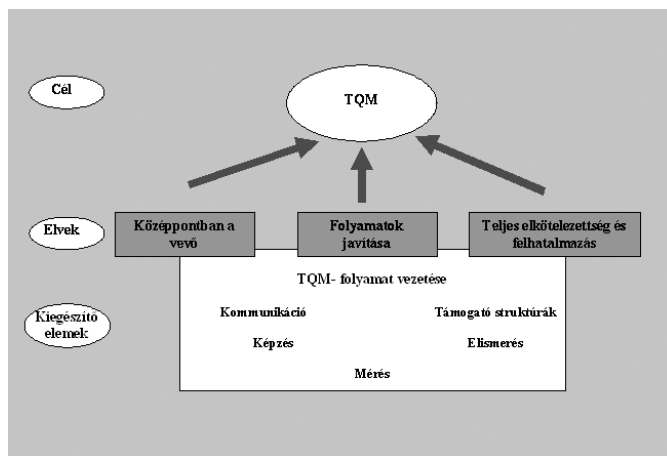 Cél
TQM
Elvek
Középpontban a
vevő
Folyamatok
javítása
Teljes elkötelezettség és
felhatalmazás
Kiegészítő
elemek
TQM- folyamat vezetése
Kommunikáció
Támogató struktúrák
Képzés
Elismerés
Mérés